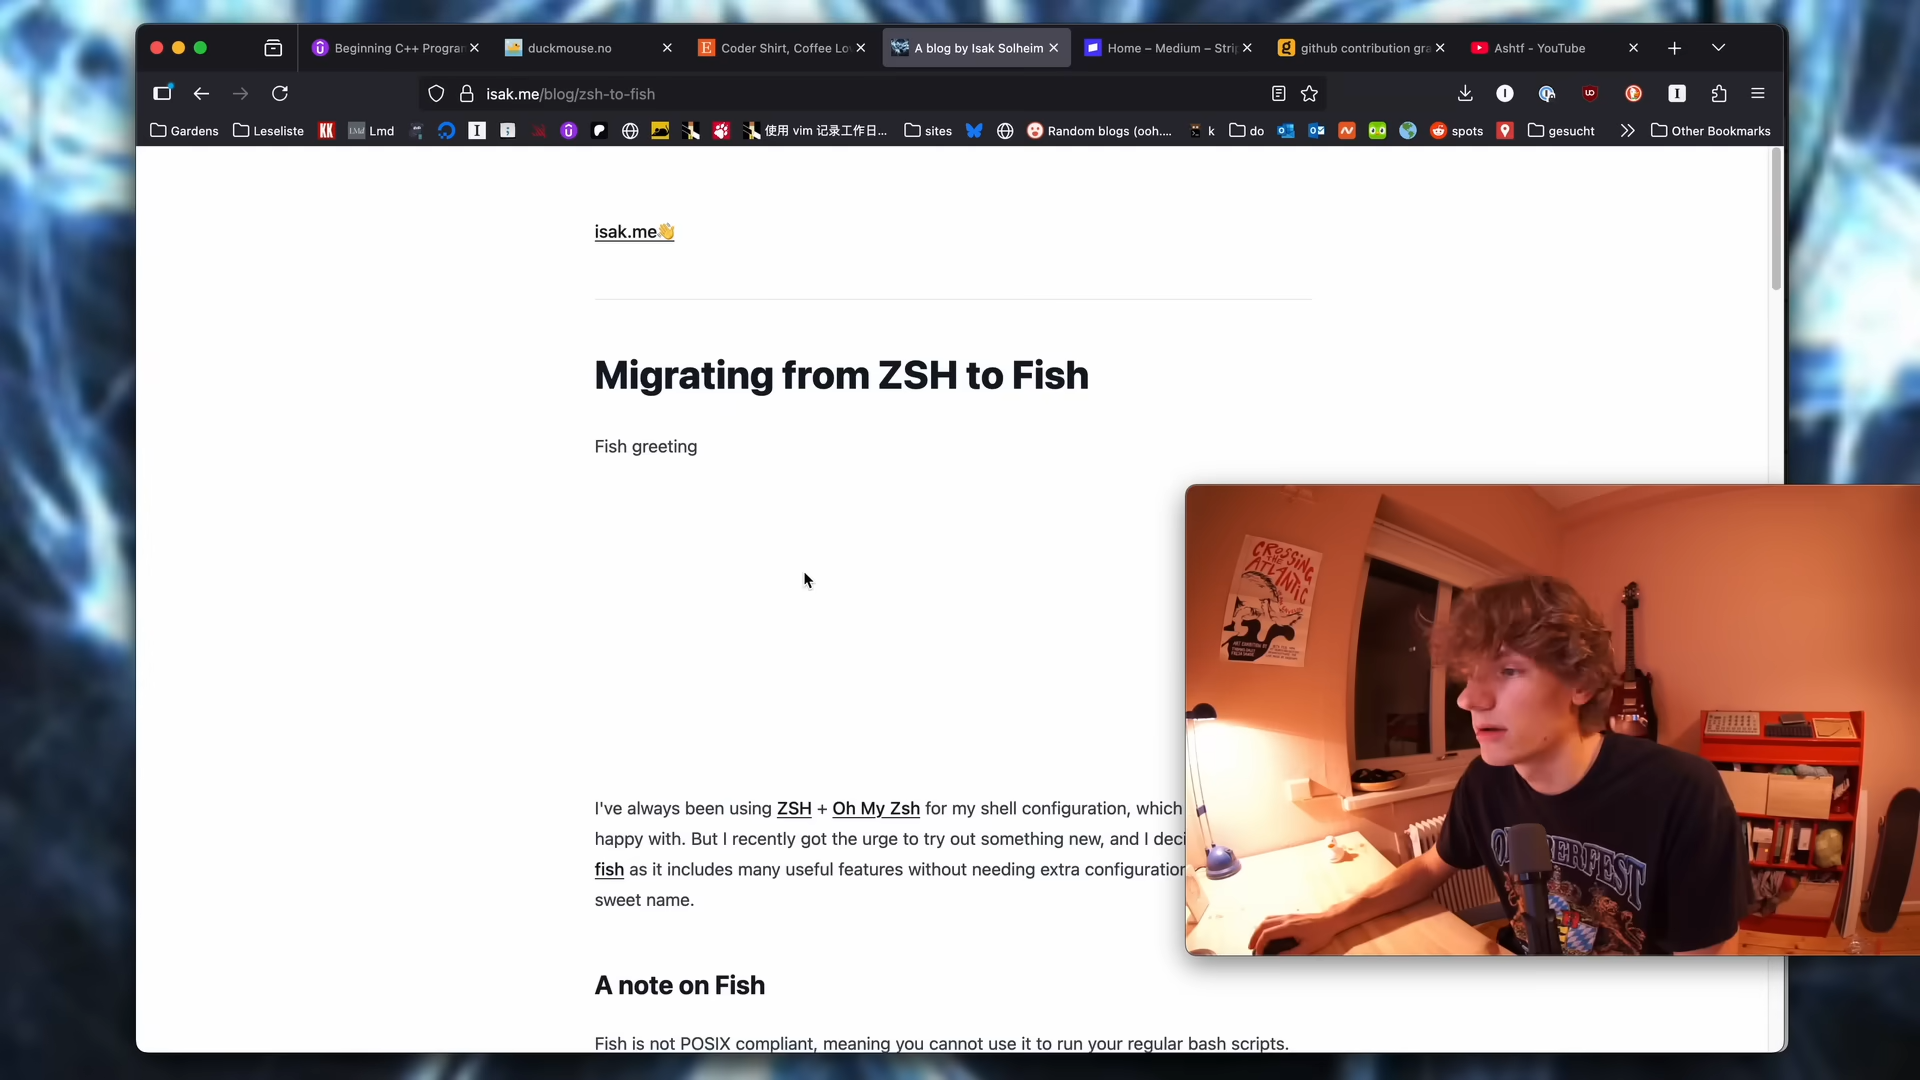 Beginning C++ Progra
duckmouse.no
Coder Shirt, Coffee Lo
A blog by Isak Solheim
Home – Medium – Stri
github contribution gra
Ashtf - YouTube
isak.me/blog/zsh-to-fish
Gardens
Leseliste
KK
LMD
Lmd
使用 vim 记录工作日...
sites
Random blogs (ooh....
k
do
spots
gesucht
Other Bookmarks
isak.me👋
Migrating from ZSH to Fish
Fish greeting
I've always been using ZSH + Oh My Zsh for my shell configuration, which
happy with. But I recently got the urge to try out something new, and I deci
fish as it includes many useful features without needing extra configuration
sweet name.
A note on Fish
Fish is not POSIX compliant, meaning you cannot use it to run your regular bash scripts.
CROSSING
THE
ATLANTIC